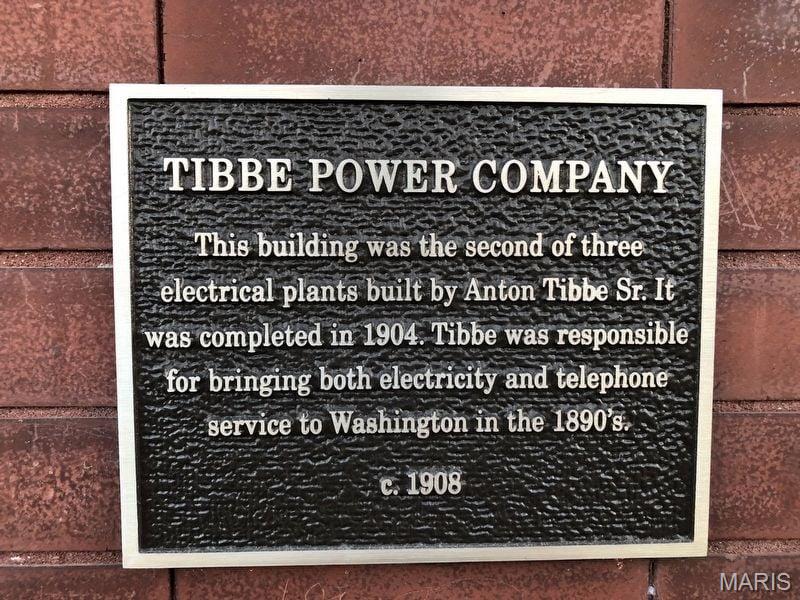 TIBBE POWER COMPANY
This building was the second of three
electrical plants built by Anton Tibbe Sr. It
was completed in 1904. Tibbe was responsible
for bringing both electricity and telephone
service to Washington in the 1890's.
c. 1908
MARIS